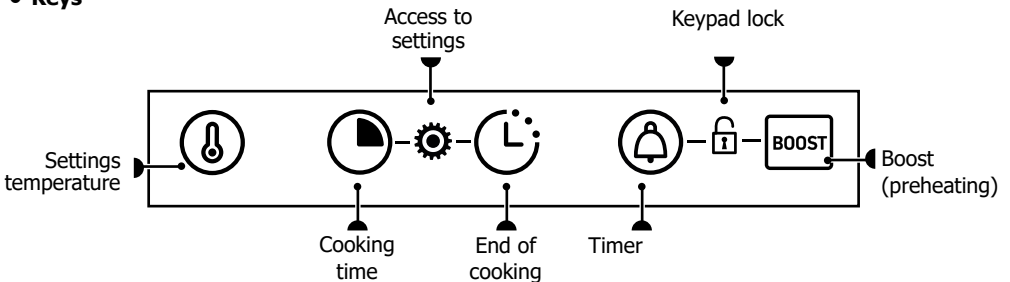 • Keys
Access to
settings
Keypad lock
Settings
temperature
BOOST
Boost
(preheating)
Cooking
time
End of
cooking
Timer